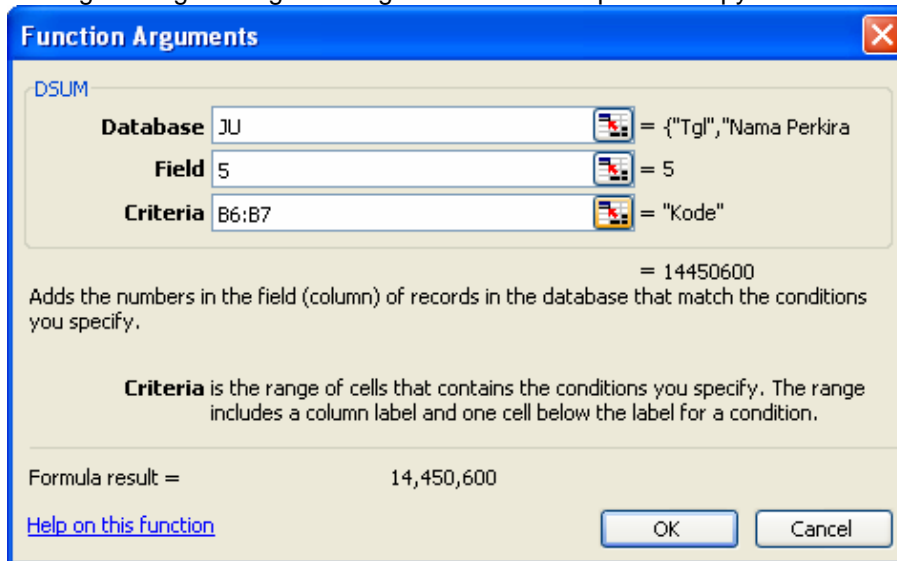 Function Arguments
DSUM
Database JU = {"Tgl","Nama Perkira
Field 5 = 5
Criteria B6:B7 = "Kode"
= 14450600
Adds the numbers in the field (column) of records in the database that match the conditions
you specify.
Criteria is the range of cells that contains the conditions you specify. The range
includes a column label and one cell below the label for a condition.
Formula result = 14,450,600
Help on this function OK Cancel